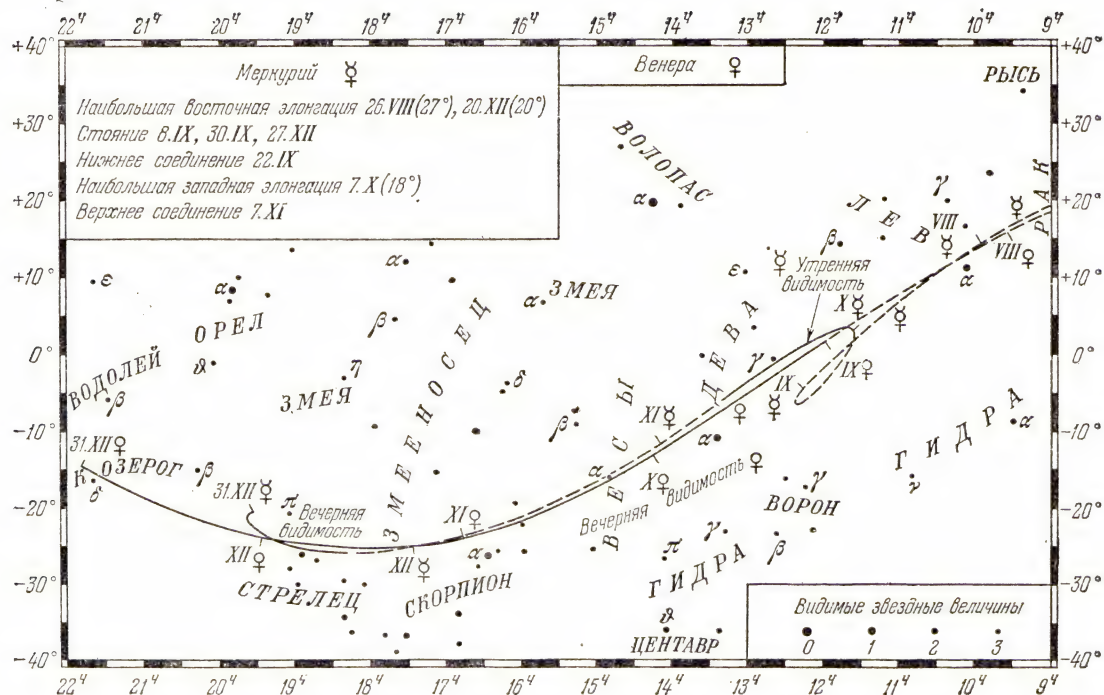 22ч 21ч 20ч 19ч 18ч 17ч 16ч 15ч 14ч 13ч 12ч 11ч 10ч 9ч
+40° +40°
Меркурий ☿
Наибольшая восточная элонгация 26.VIII(27°), 20.XII(20°)
Стояние 8.IX, 30.IX, 27.XII
Нижнее соединение 22.IX
Наибольшая западная элонгация 7.X(18°)
Верхнее соединение 7.XI
Венера ♀
РЫСЬ
+30° +30°
ВОЛОПАС
α
+20° +20°
ЛЕВ
γ
VIII ☿
☿
РАК
VIII ♀
β
α
ε
☿
Утренняя
видимость
X☿
☿
+10° +10°
ε
α
ОРЕЛ
ϑ
α
β
ЗМЕЯ
α
0° 0°
ВОДОЛЕЙ
β
ЗМЕЯ
η
ЗМЕЕНОСЕЦ
δ
β
ДЕВА
γ
IX
☿
IX♀
♀
α
ГИДРА
α
ν
-10° -10°
31.XII♀
КОЗЕРОГ
δ
β
31.XII☿
π
Вечерняя
видимость
XI☿
X♀
ВЕСЫ
α
Вечерняя видимость ♀
ВОРОН
γ
β
-20° -20°
XII♀
XI♀
XII☿
α
СТРЕЛЕЦ
СКОРПИОН
π
γ
ГИДРА
ϑ
ЦЕНТАВР
-30° -30°
Видимые звездные величины
0 1 2 3
-40° -40°
22ч 21ч 20ч 19ч 18ч 17ч 16ч 15ч 14ч 13ч 12ч 11ч 10ч 9ч